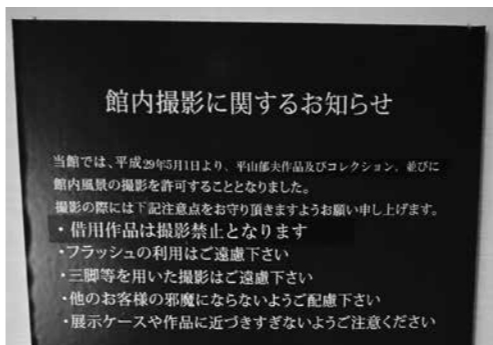 館内撮影に関するお知らせ
当館では、平成29年5月1日より、平山郁夫作品及びコレクション、並びに
館内風景の撮影を許可することとなりました。
撮影の際には下記注意点をお守り頂きますようお願い申し上げます。
・借用作品は撮影禁止となります
・フラッシュの利用はご遠慮下さい
・三脚等を用いた撮影はご遠慮下さい
・他のお客様の邪魔にならないようご配慮下さい
・展示ケースや作品に近づきすぎないようご注意ください